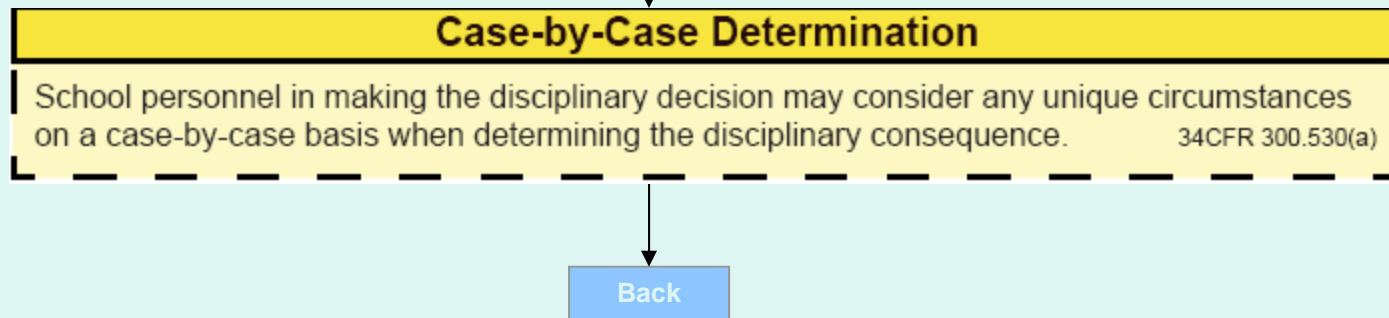 Case-by-Case Determination
School personnel in making the disciplinary decision may consider any unique circumstances
on a case-by-case basis when determining the disciplinary consequence. 34CFR 300.530(a)
Back